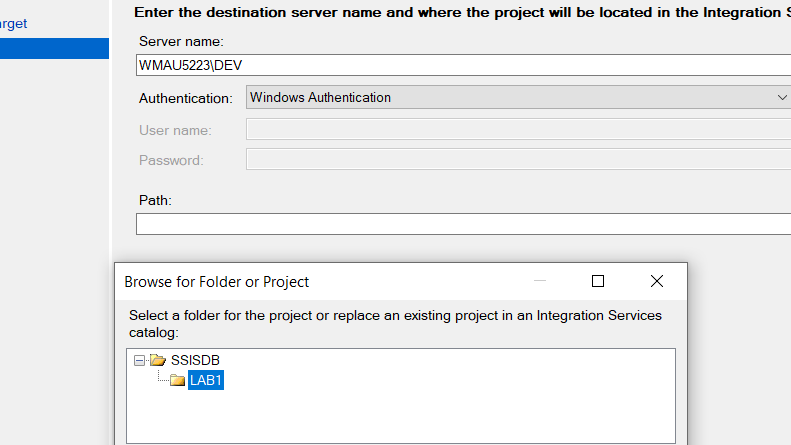 Enter the destination server name and where the project will be located in the Integration S
arget
Server name:
WMAU5223\DEV
Authentication:
Windows Authentication
User name:
Password:
Path:
Browse for Folder or Project
Select a folder for the project or replace an existing project in an Integration Services
catalog:
SSISDB
LAB1